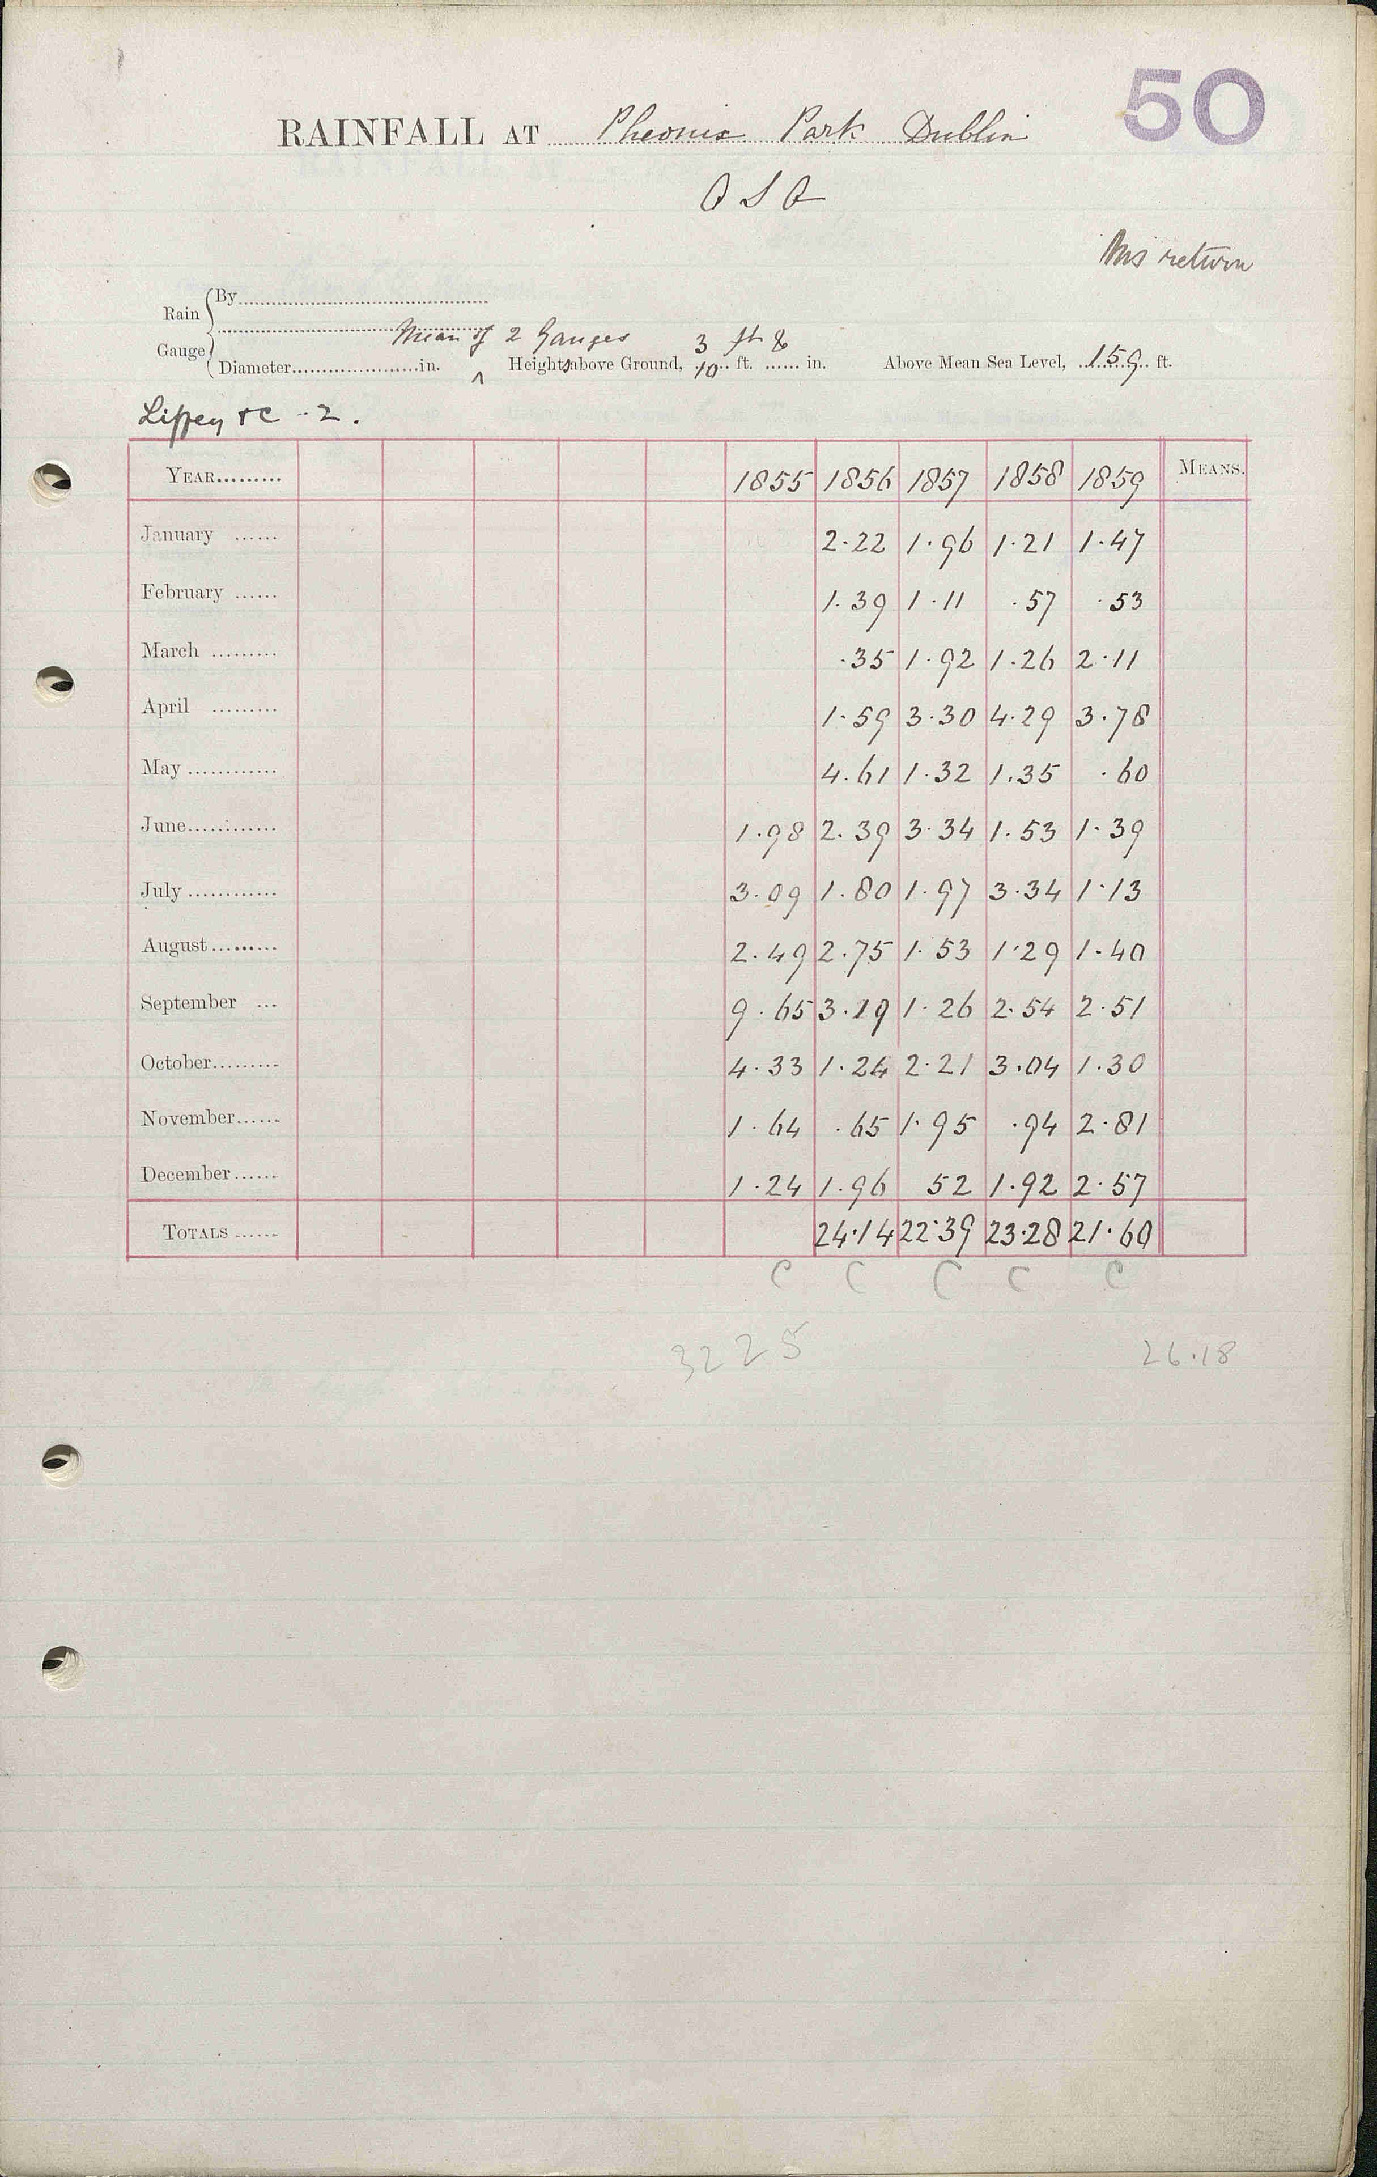 50
RAINFALL AT Pheonix Park Dublin
O S O
Ms return
Rain Gauge By
Mean of 2 Gauges 3 ft &
Diameter in. ^ Heights above Ground, 10 ft. in. Above Mean Sea Level, 159 ft.
Liffey &c - 2.
YEAR 1855 1856 1857 1858 1859 MEANS.
January 2.22 1.96 1.21 1.47
February 1.39 1.11 .57 .53
March .35 1.92 1.26 2.11
April 1.59 3.30 4.29 3.78
May 4.61 1.32 1.35 .60
June 1.98 2.39 3.34 1.53 1.39
July 3.09 1.80 1.97 3.34 1.13
August 2.49 2.75 1.53 1.29 1.40
September 9.65 3.19 1.26 2.54 2.51
October 4.33 1.24 2.21 3.04 1.30
November 1.64 .65 1.95 .94 2.81
December 1.24 1.96 52 1.92 2.57
TOTALS 24.14 22.39 23.28 21.60
C C C C C
3225 26.18